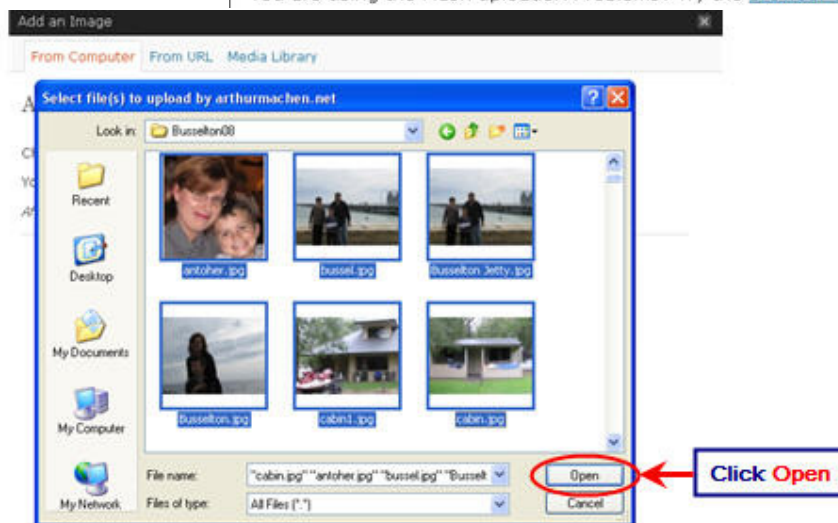 Add an Image
From Computer From URL Media Library
Select file(s) to upload by arthurmachen.net
Look in: Busselton08
Recent
Desktop
My Documents
My Computer
My Network
antoher.jpg bussel.jpg Busselton Jetty.jpg
Busselton.jpg cabin1.jpg cabin.jpg
File name: "cabin.jpg" "antoher.jpg" "bussel.jpg" "Busselt
Open
Files of type: All Files (*.*)
Cancel
Click Open